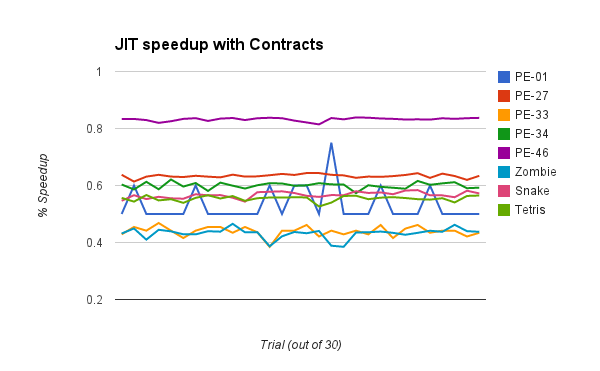 JIT speedup with Contracts
1
0.8
0.6
0.4
0.2
% Speedup
Trial (out of 30)
PE-01
PE-27
PE-33
PE-34
PE-46
Zombie
Snake
Tetris